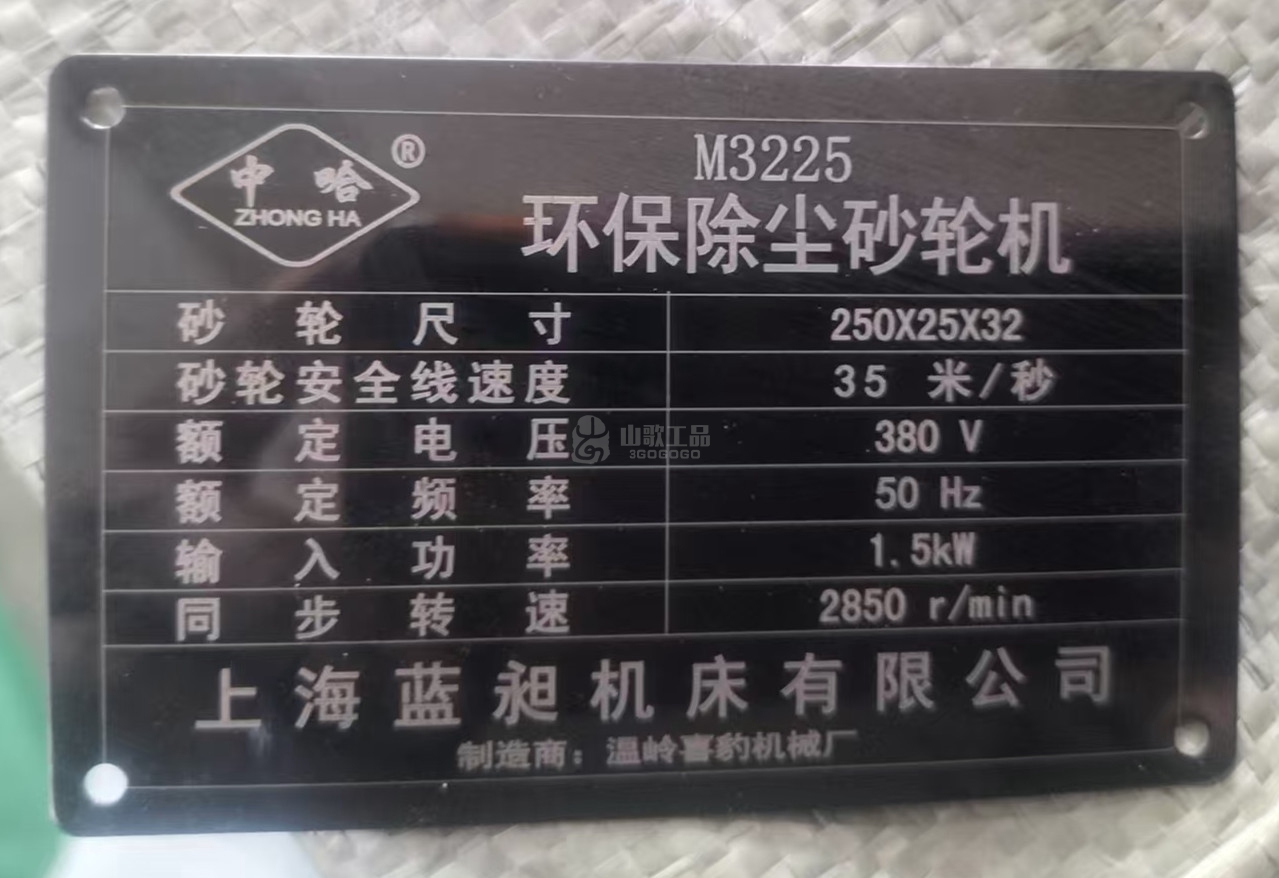 中哈®
ZHONG HA
M3225
环保除尘砂轮机
砂轮尺寸 250X25X32
砂轮安全线速度 35 米/秒
额定电压 380 V
额定频率 50 Hz
输入功率 1.5kW
同步转速 2850 r/min
上海蓝昶机床有限公司
制造商：温岭喜豹机械厂
山歌工品
3GOGOGO